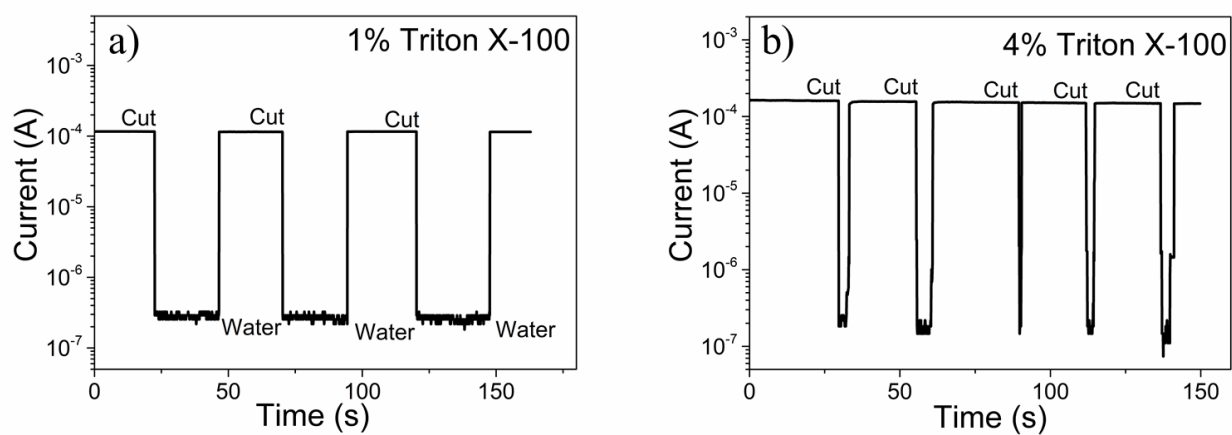 a)
1% Triton X-100
Cut
Cut
Cut
Water
Water
Water
10⁻³
10⁻⁴
10⁻⁵
10⁻⁶
10⁻⁷
Current (A)
0
50
100
150
Time (s)
b)
4% Triton X-100
Cut
Cut
Cut
Cut
Cut
10⁻³
10⁻⁴
10⁻⁵
10⁻⁶
10⁻⁷
Current (A)
0
50
100
150
Time (s)